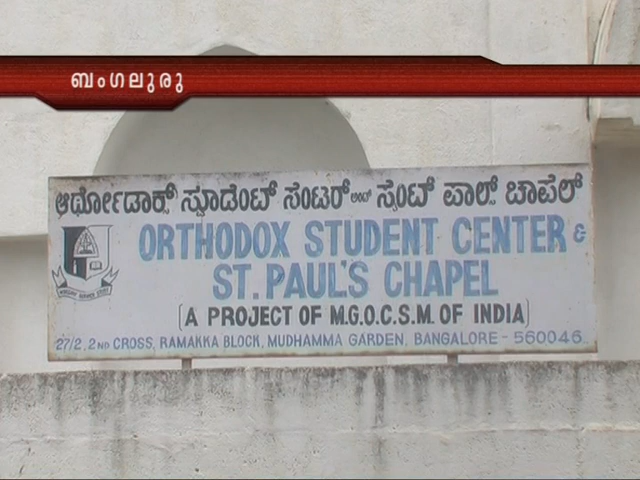 ബംഗലുരു
ಆರ್ಥೋಡಾಕ್ಸ್ ಸ್ಟೂಡೆಂಟ್ ಸೆಂಟರ್ ಅಂಡ್ ಸೈಂಟ್ ಪಾಲ್ಸ್ ಚಾಪೆಲ್
ORTHODOX STUDENT CENTER &
ST. PAUL'S CHAPEL
(A PROJECT OF M.G.O.C.S.M. OF INDIA)
27/2, 2ND CROSS, RAMAKKA BLOCK, MUDHAMMA GARDEN, BANGALORE - 560046.